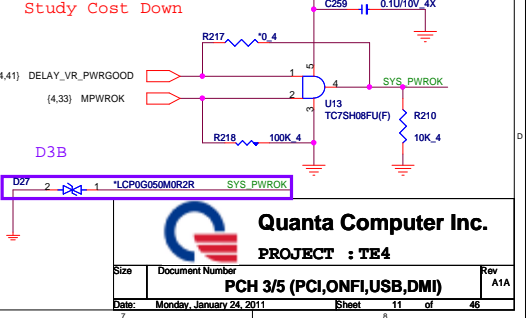 Study Cost Down
C259
0.1U/10V_4X
R217
*0_4
4,41} DELAY_VR_PWRGOOD
1
5
4
SYS_PWROK
{4,33} MPWROK
2
3
U13
TC7SH08FU(F)
R210
10K_4
R218
100K_4
D
D3B
D27
2
1
*LCP0G050M0R2R
SYS_PWROK
Quanta Computer Inc.
PROJECT : TE4
Size
Document Number
Rev
PCH 3/5 (PCI,ONFI,USB,DMI)
A1A
Date: Monday, January 24, 2011
Sheet 11 of 46
7
8